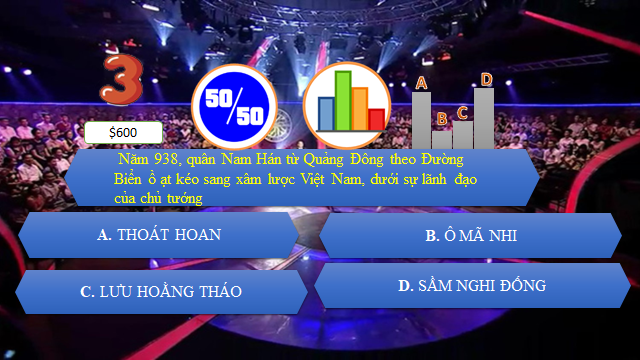 3
$600
50/50
A
B
C
D
Năm 938, quân Nam Hán từ Quảng Đông theo Đường
Biển ồ ạt kéo sang xâm lược Việt Nam, dưới sự lãnh đạo
của chủ tướng
A. THOÁT HOAN
B. Ô MÃ NHI
C. LƯU HOẰNG THÁO
D. SẦM NGHI ĐỐNG